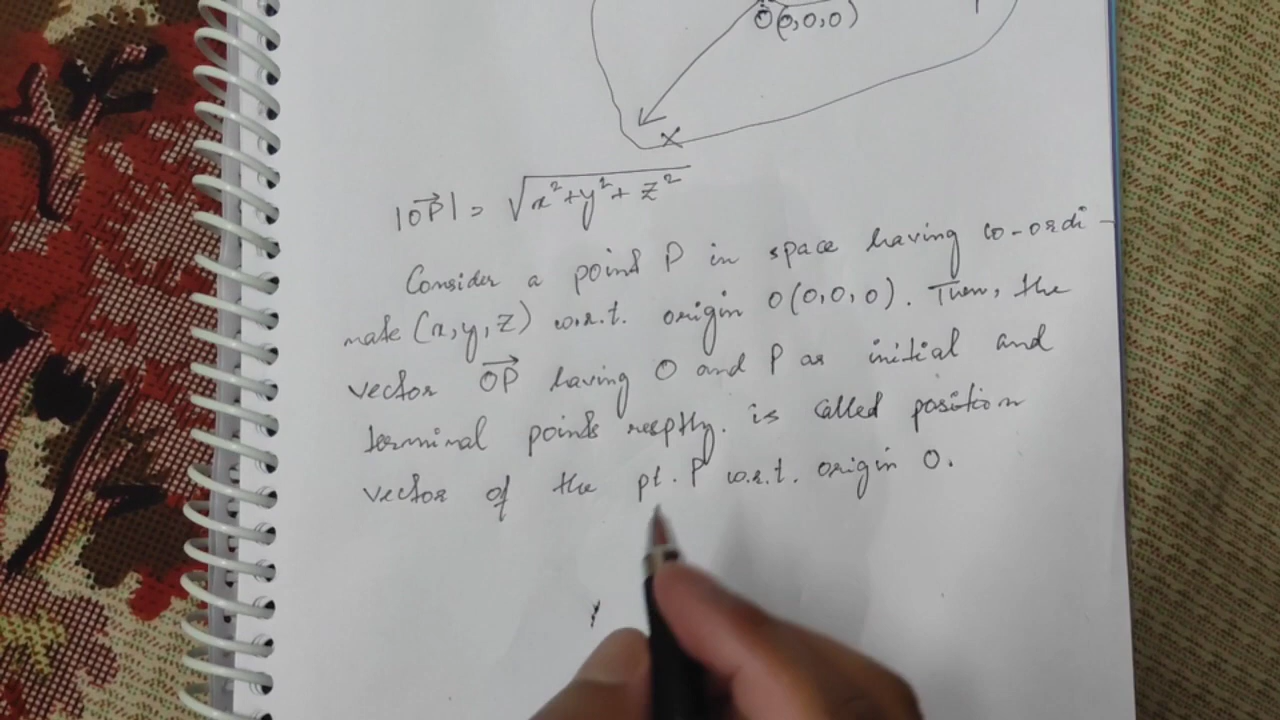 O(0,0,0)
X
|OP⃗| = √x²+y²+z²
Consider a point P in space having co-ordi-
nate (x,y,z) w.r.t. origin O(0,0,0). Then, the
vector OP⃗ having O and P as initial and
terminal points resptly. is called position
vector of the pt. P w.r.t. origin O.